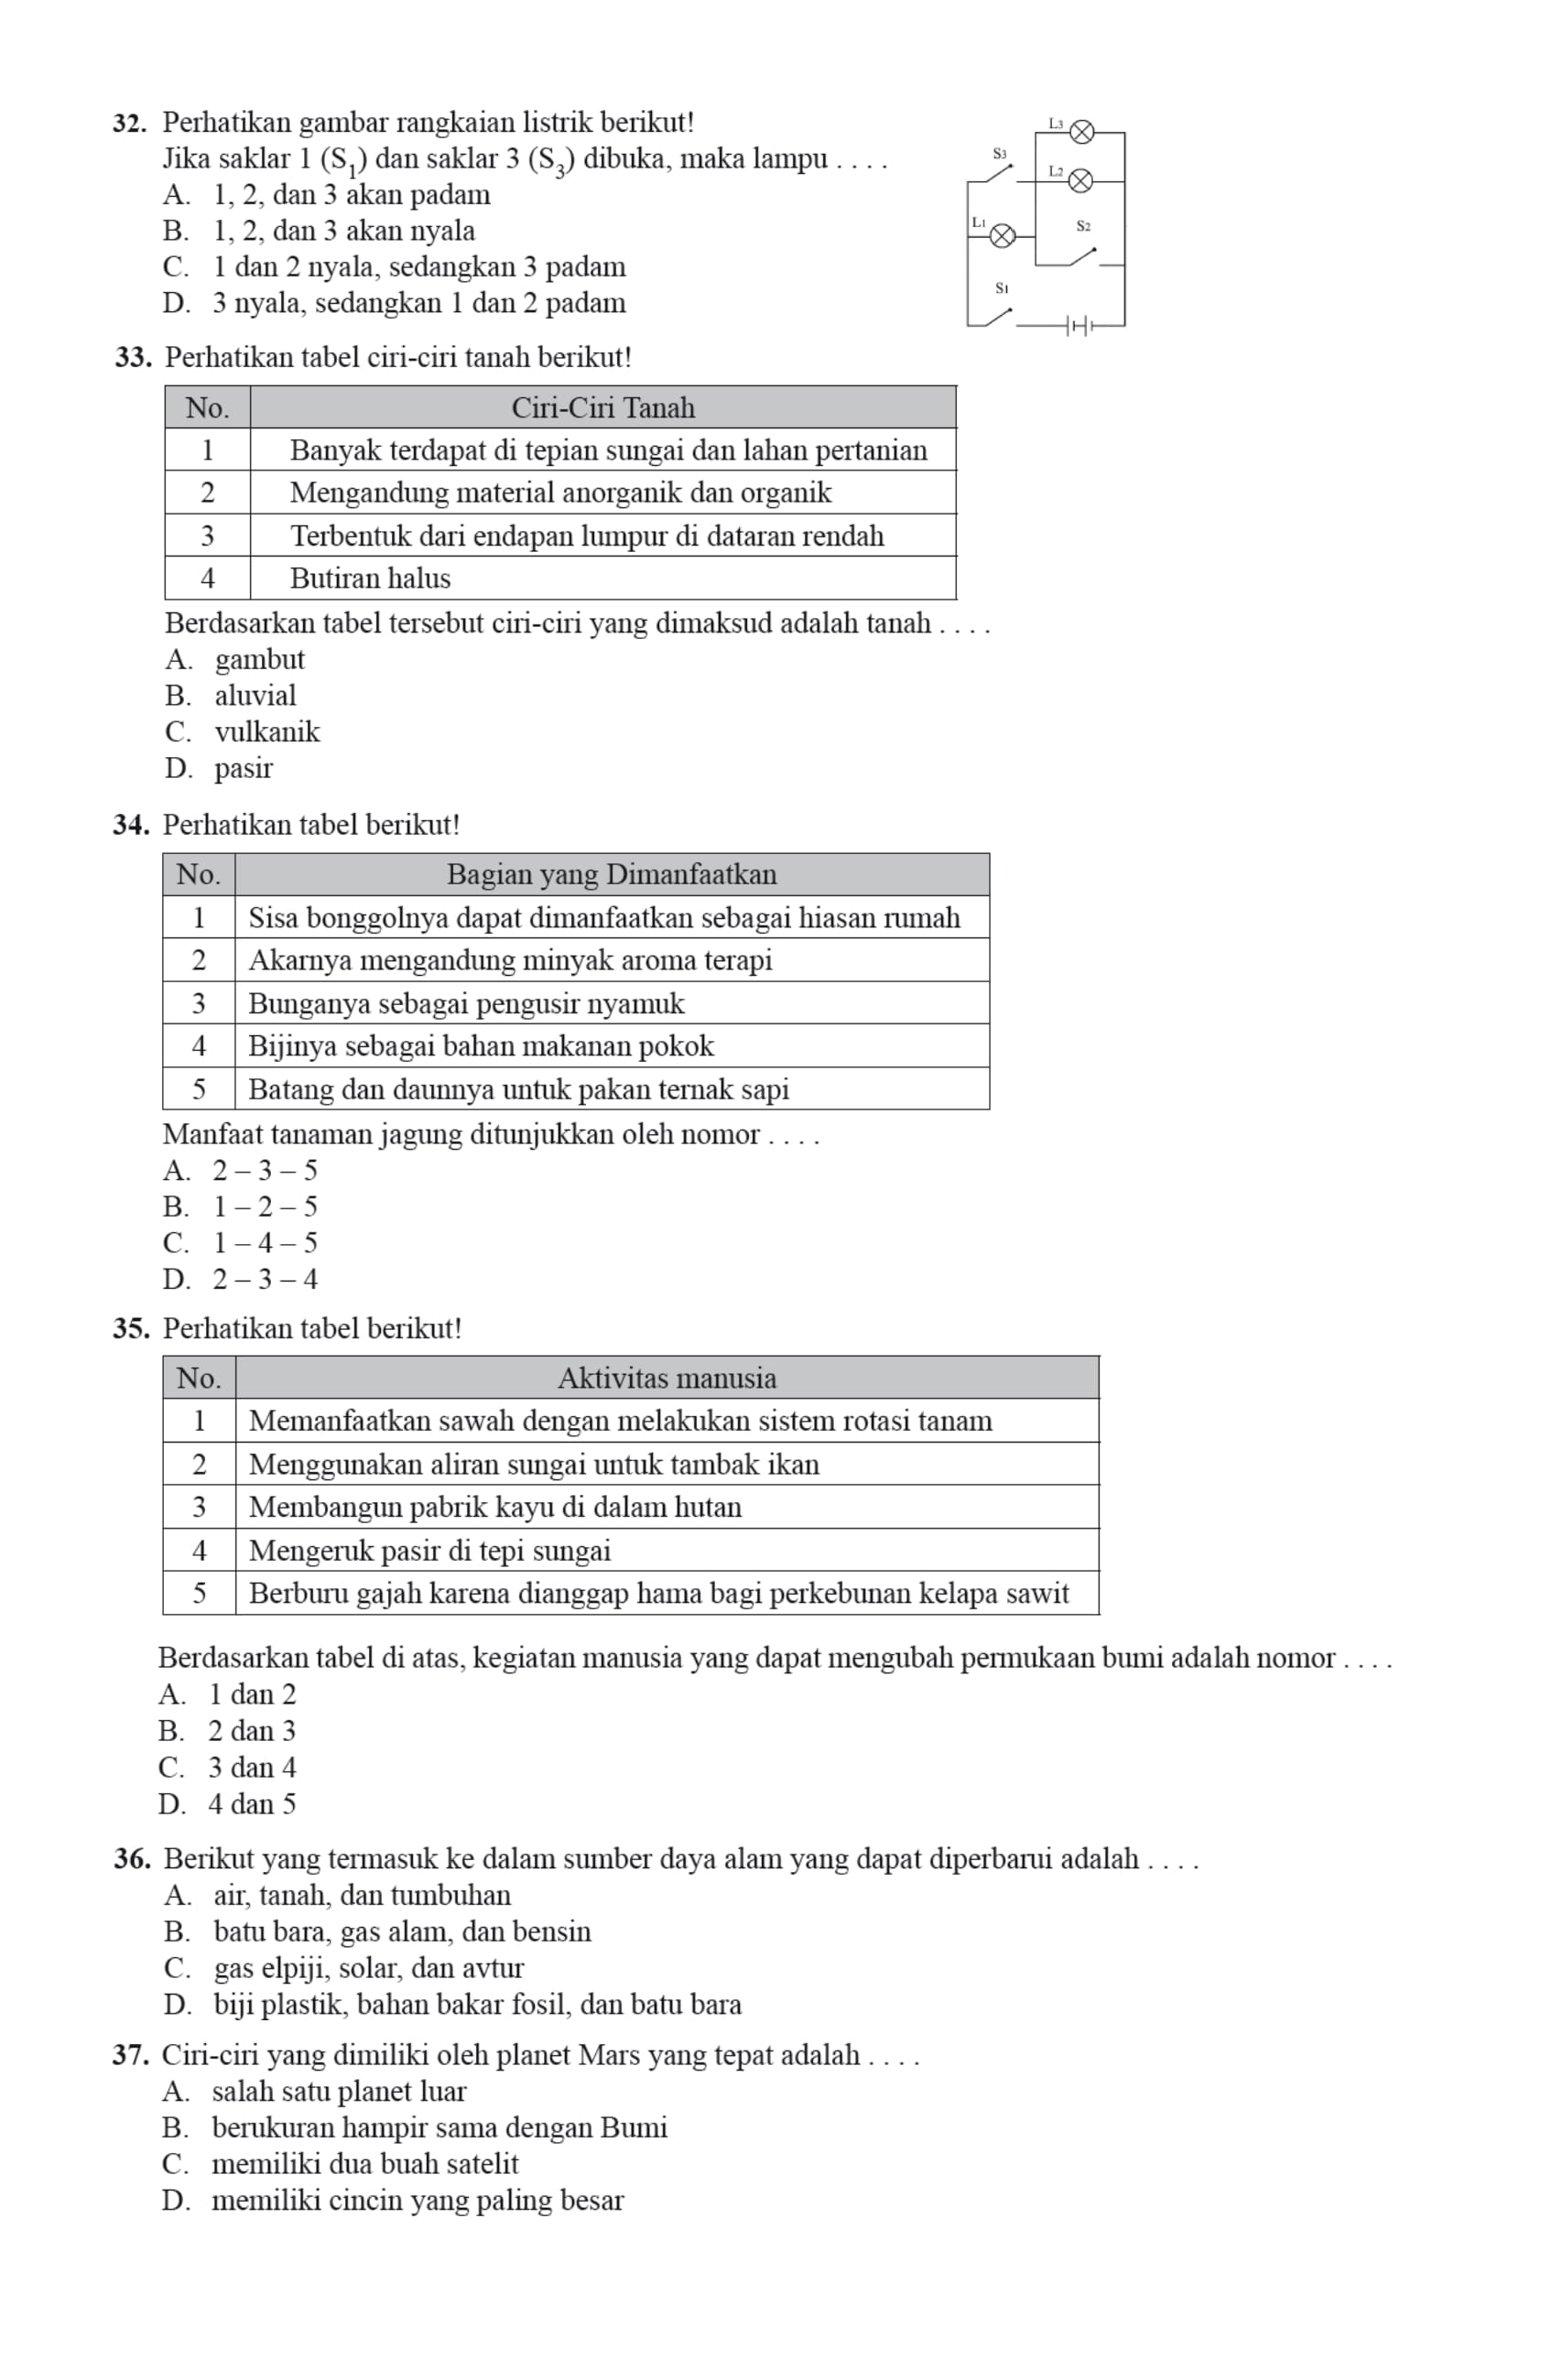 32. Perhatikan gambar rangkaian listrik berikut!
Jika saklar 1 (S1) dan saklar 3 (S3) dibuka, maka lampu . . . .
A. 1, 2, dan 3 akan padam
B. 1, 2, dan 3 akan nyala
C. 1 dan 2 nyala, sedangkan 3 padam
D. 3 nyala, sedangkan 1 dan 2 padam
L3
S3
L2
L1
S2
S1
33. Perhatikan tabel ciri-ciri tanah berikut!
No. Ciri-Ciri Tanah
1 Banyak terdapat di tepian sungai dan lahan pertanian
2 Mengandung material anorganik dan organik
3 Terbentuk dari endapan lumpur di dataran rendah
4 Butiran halus
Berdasarkan tabel tersebut ciri-ciri yang dimaksud adalah tanah . . . .
A. gambut
B. aluvial
C. vulkanik
D. pasir
34. Perhatikan tabel berikut!
No. Bagian yang Dimanfaatkan
1 Sisa bonggolnya dapat dimanfaatkan sebagai hiasan rumah
2 Akarnya mengandung minyak aroma terapi
3 Bunganya sebagai pengusir nyamuk
4 Bijinya sebagai bahan makanan pokok
5 Batang dan daunnya untuk pakan ternak sapi
Manfaat tanaman jagung ditunjukkan oleh nomor . . . .
A. 2 – 3 – 5
B. 1 – 2 – 5
C. 1 – 4 – 5
D. 2 – 3 – 4
35. Perhatikan tabel berikut!
No. Aktivitas manusia
1 Memanfaatkan sawah dengan melakukan sistem rotasi tanam
2 Menggunakan aliran sungai untuk tambak ikan
3 Membangun pabrik kayu di dalam hutan
4 Mengeruk pasir di tepi sungai
5 Berburu gajah karena dianggap hama bagi perkebunan kelapa sawit
Berdasarkan tabel di atas, kegiatan manusia yang dapat mengubah permukaan bumi adalah nomor . . . .
A. 1 dan 2
B. 2 dan 3
C. 3 dan 4
D. 4 dan 5
36. Berikut yang termasuk ke dalam sumber daya alam yang dapat diperbarui adalah . . . .
A. air, tanah, dan tumbuhan
B. batu bara, gas alam, dan bensin
C. gas elpiji, solar, dan avtur
D. biji plastik, bahan bakar fosil, dan batu bara
37. Ciri-ciri yang dimiliki oleh planet Mars yang tepat adalah . . . .
A. salah satu planet luar
B. berukuran hampir sama dengan Bumi
C. memiliki dua buah satelit
D. memiliki cincin yang paling besar